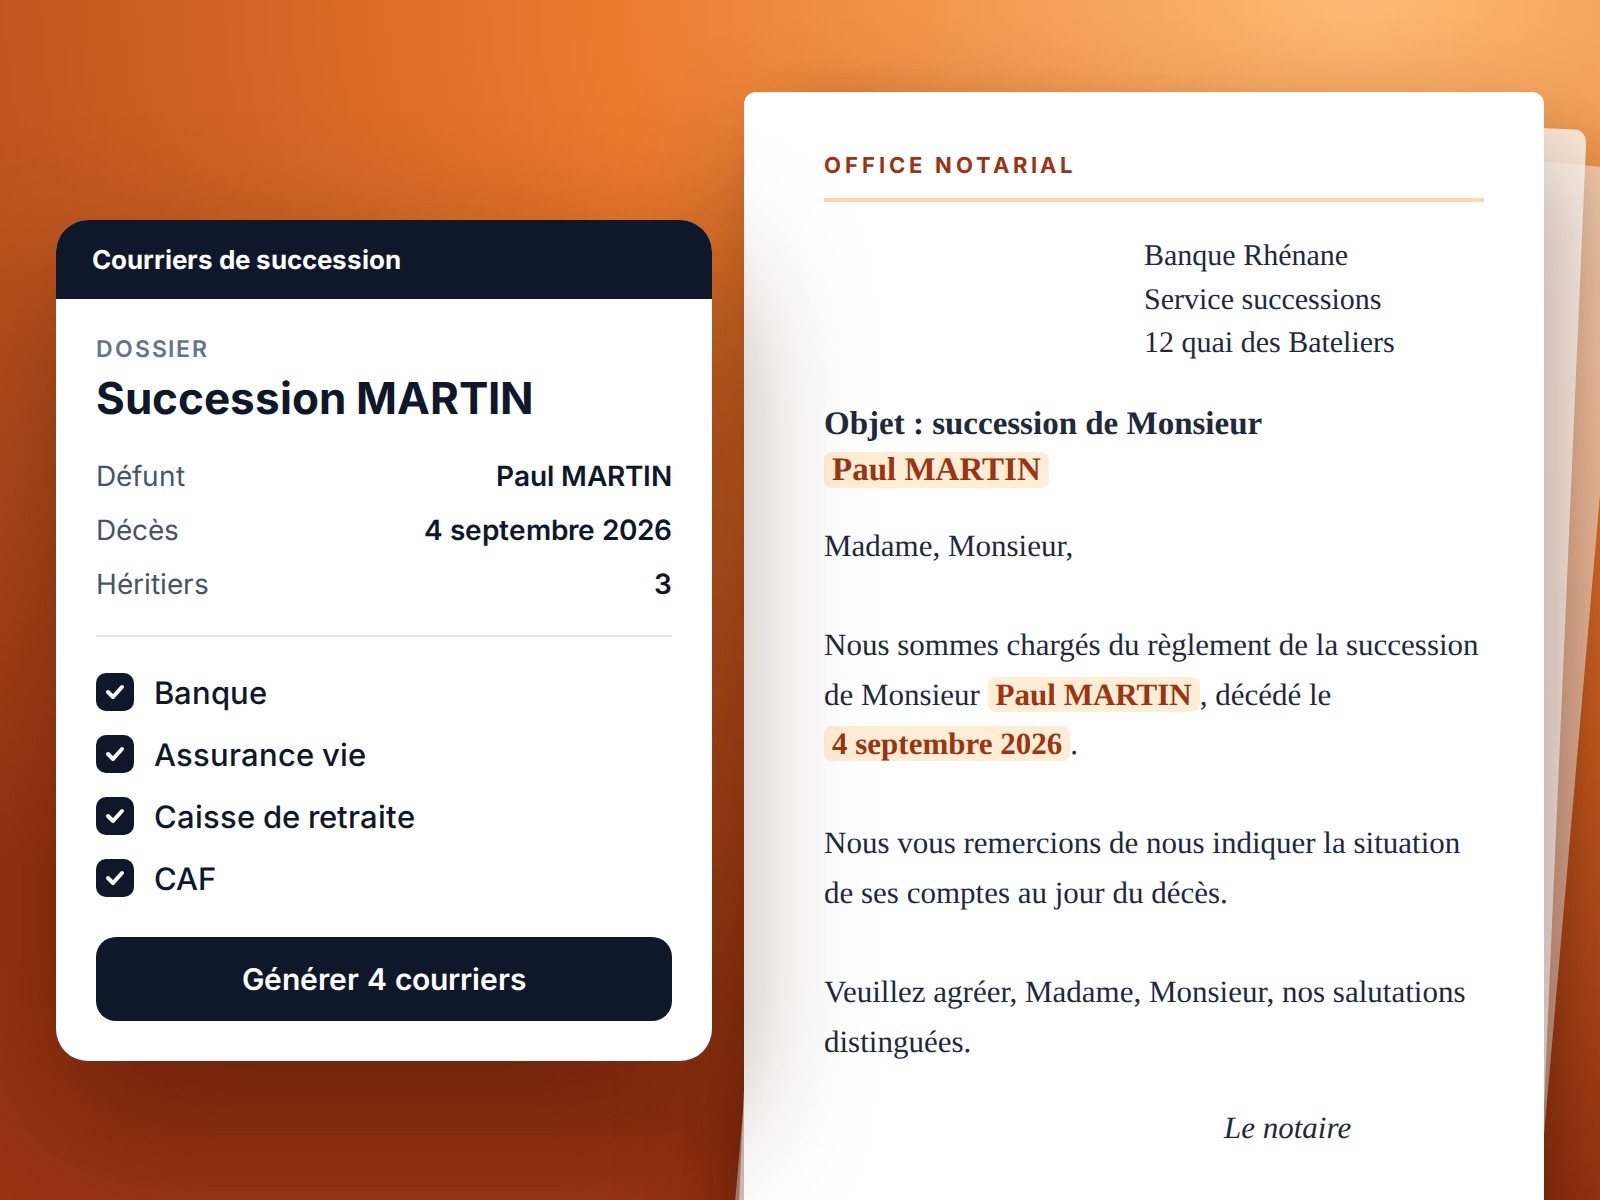 Courriers de succession
DOSSIER
Succession MARTIN
Défunt Paul MARTIN
Décès 4 septembre 2026
Héritiers 3
Banque
Assurance vie
Caisse de retraite
CAF
Générer 4 courriers
OFFICE NOTARIAL
Banque Rhénane
Service successions
12 quai des Bateliers
Objet : succession de Monsieur
Paul MARTIN
Madame, Monsieur,
Nous sommes chargés du règlement de la succession
de Monsieur Paul MARTIN, décédé le
4 septembre 2026.
Nous vous remercions de nous indiquer la situation
de ses comptes au jour du décès.
Veuillez agréer, Madame, Monsieur, nos salutations
distinguées.
Le notaire